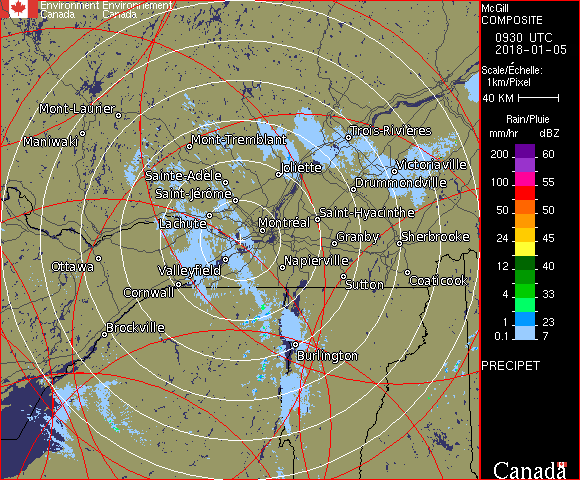 Environment Environnement
Canada Canada
McGill
COMPOSITE
0930 UTC
2018-01-05
Scale/Échelle:
1km/Pixel
40 KM
Rain/Pluie
mm/hr dBZ
200 60
100 55
50 50
24 45
12 40
4 33
1 23
0.1 7
PRECIPET
Canada
Mont-Laurier
Maniwaki
Mont-Tremblant
Trois-Rivières
Joliette
Victoriaville
Sainte-Adèle
Drummondville
Saint-Jérôme
Saint-Hyacinthe
Lachute
Montréal
Granby
Sherbrooke
Ottawa
Valleyfield
Napierville
Cornwall
Sutton
Coaticook
Brockville
Burlington